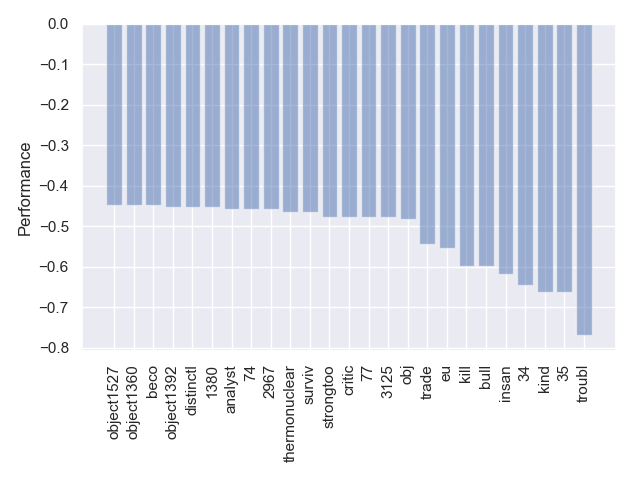 0.0
−0.1
−0.2
−0.3
−0.4
−0.5
−0.6
−0.7
−0.8
Performance
object1527
object1360
beco
object1392
distinctl
1380
analyst
74
2967
thermonuclear
surviv
strongtoo
critic
77
3125
obj
trade
eu
kill
bull
insan
34
kind
35
troubl